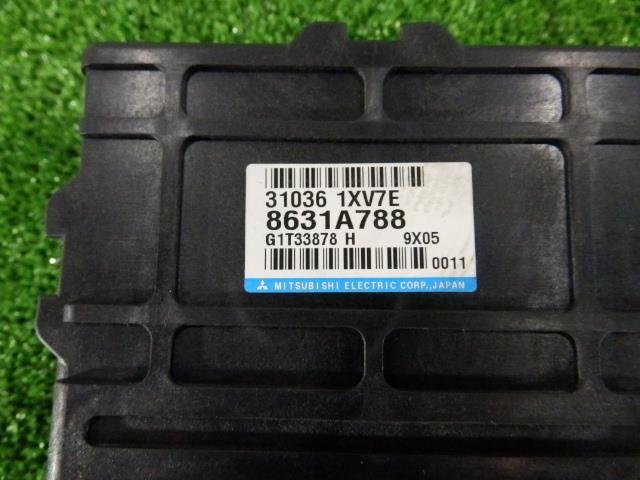 31036 1XV7E
8631A788
G1T33878 H 9X05
0011
MITSUBISHI ELECTRIC CORP.,JAPAN